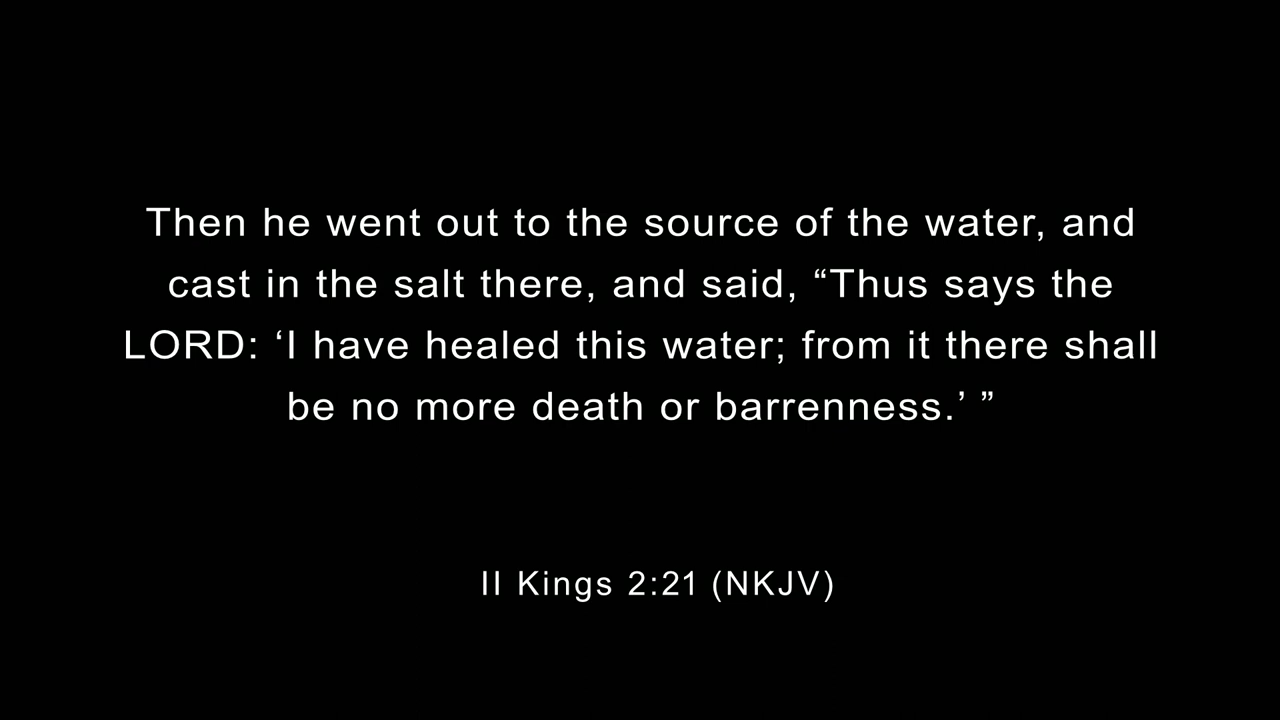 Then he went out to the source of the water, and
cast in the salt there, and said, “Thus says the
LORD: ‘I have healed this water; from it there shall
be no more death or barrenness.’ ”
II Kings 2:21 (NKJV)